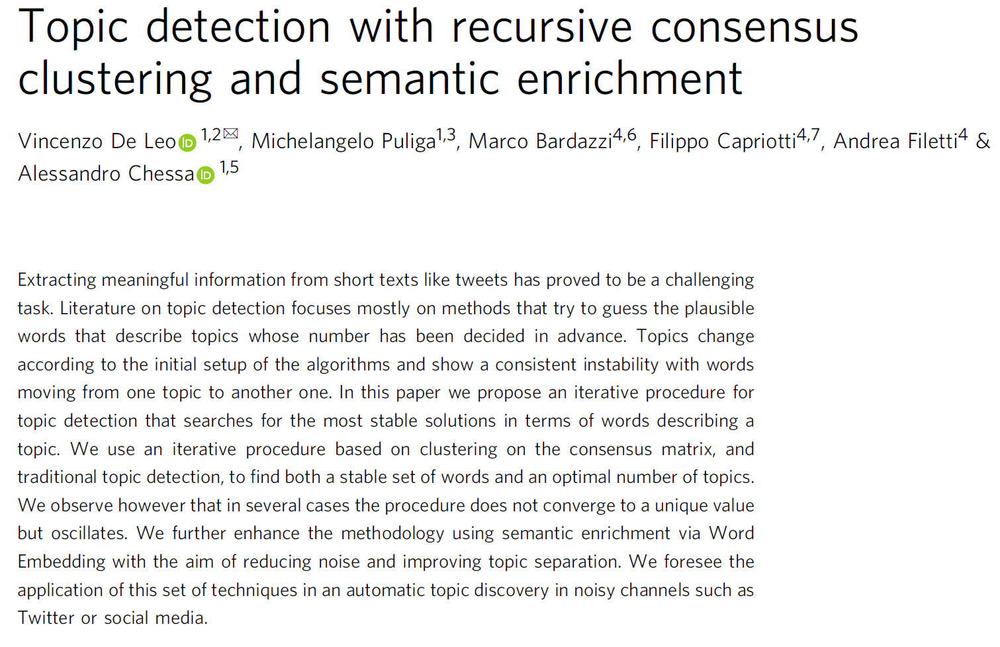 Topic detection with recursive consensus
clustering and semantic enrichment
Vincenzo De Leo iD 1,2✉, Michelangelo Puliga1,3, Marco Bardazzi4,6, Filippo Capriotti4,7, Andrea Filetti4 &
Alessandro Chessa iD 1,5
Extracting meaningful information from short texts like tweets has proved to be a challenging
task. Literature on topic detection focuses mostly on methods that try to guess the plausible
words that describe topics whose number has been decided in advance. Topics change
according to the initial setup of the algorithms and show a consistent instability with words
moving from one topic to another one. In this paper we propose an iterative procedure for
topic detection that searches for the most stable solutions in terms of words describing a
topic. We use an iterative procedure based on clustering on the consensus matrix, and
traditional topic detection, to find both a stable set of words and an optimal number of topics.
We observe however that in several cases the procedure does not converge to a unique value
but oscillates. We further enhance the methodology using semantic enrichment via Word
Embedding with the aim of reducing noise and improving topic separation. We foresee the
application of this set of techniques in an automatic topic discovery in noisy channels such as
Twitter or social media.